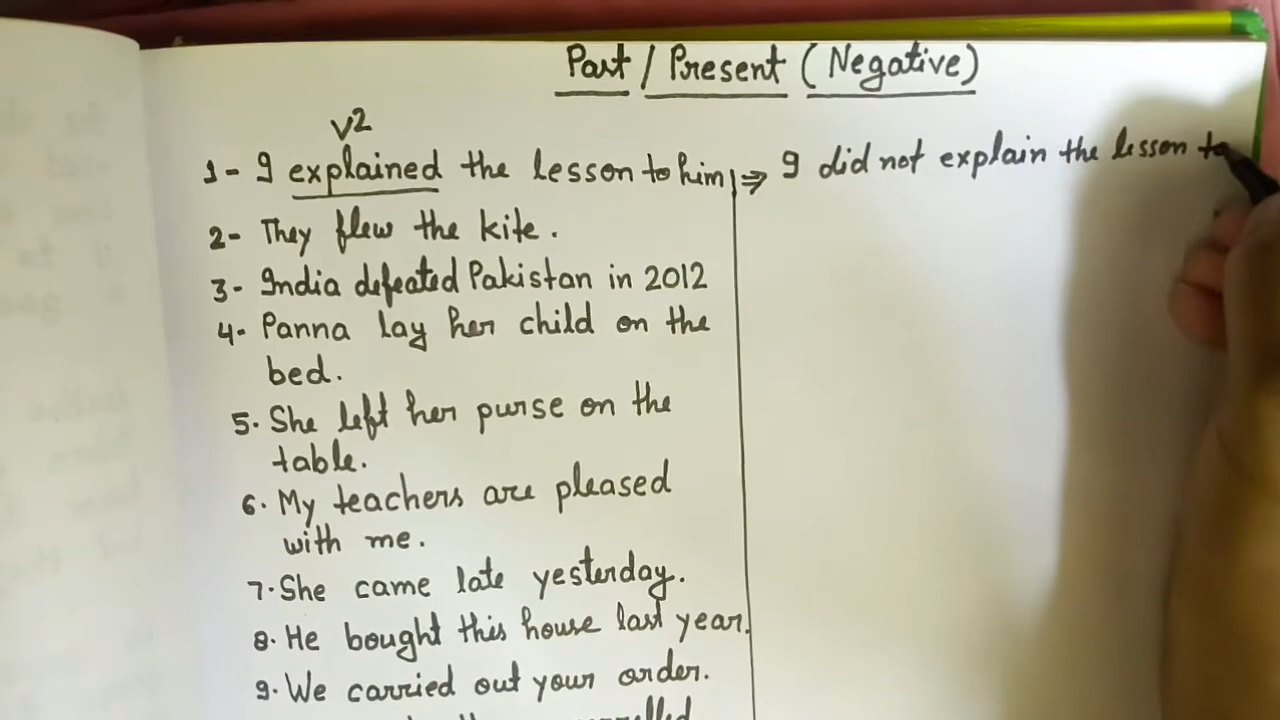 Past / Present (Negative)
v2
1- I explained the lesson to him ⇒ I did not explain the lesson to
2- They flew the kite.
3- India defeated Pakistan in 2012
4- Panna lay her child on the
bed.
5. She left her purse on the
table.
6. My teachers are pleased
with me.
7. She came late yesterday.
8. He bought this house last year.
9. We carried out your order.